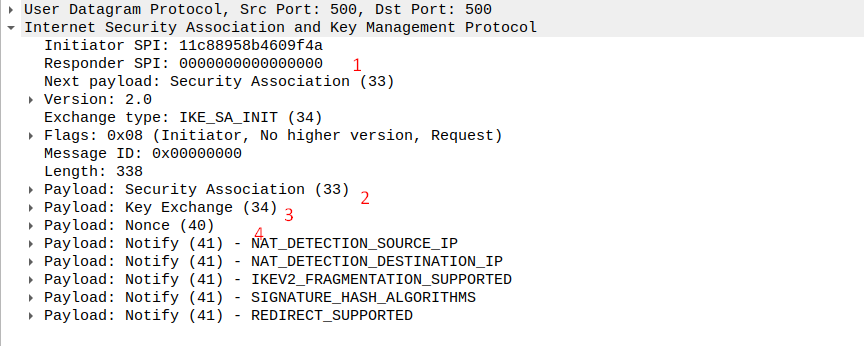 User Datagram Protocol, Src Port: 500, Dst Port: 500
Internet Security Association and Key Management Protocol
Initiator SPI: 11c88958b4609f4a
Responder SPI: 0000000000000000 1
Next payload: Security Association (33)
Version: 2.0
Exchange type: IKE_SA_INIT (34)
Flags: 0x08 (Initiator, No higher version, Request)
Message ID: 0x00000000
Length: 338
Payload: Security Association (33) 2
Payload: Key Exchange (34) 3
Payload: Nonce (40) 4
Payload: Notify (41) - NAT_DETECTION_SOURCE_IP
Payload: Notify (41) - NAT_DETECTION_DESTINATION_IP
Payload: Notify (41) - IKEV2_FRAGMENTATION_SUPPORTED
Payload: Notify (41) - SIGNATURE_HASH_ALGORITHMS
Payload: Notify (41) - REDIRECT_SUPPORTED